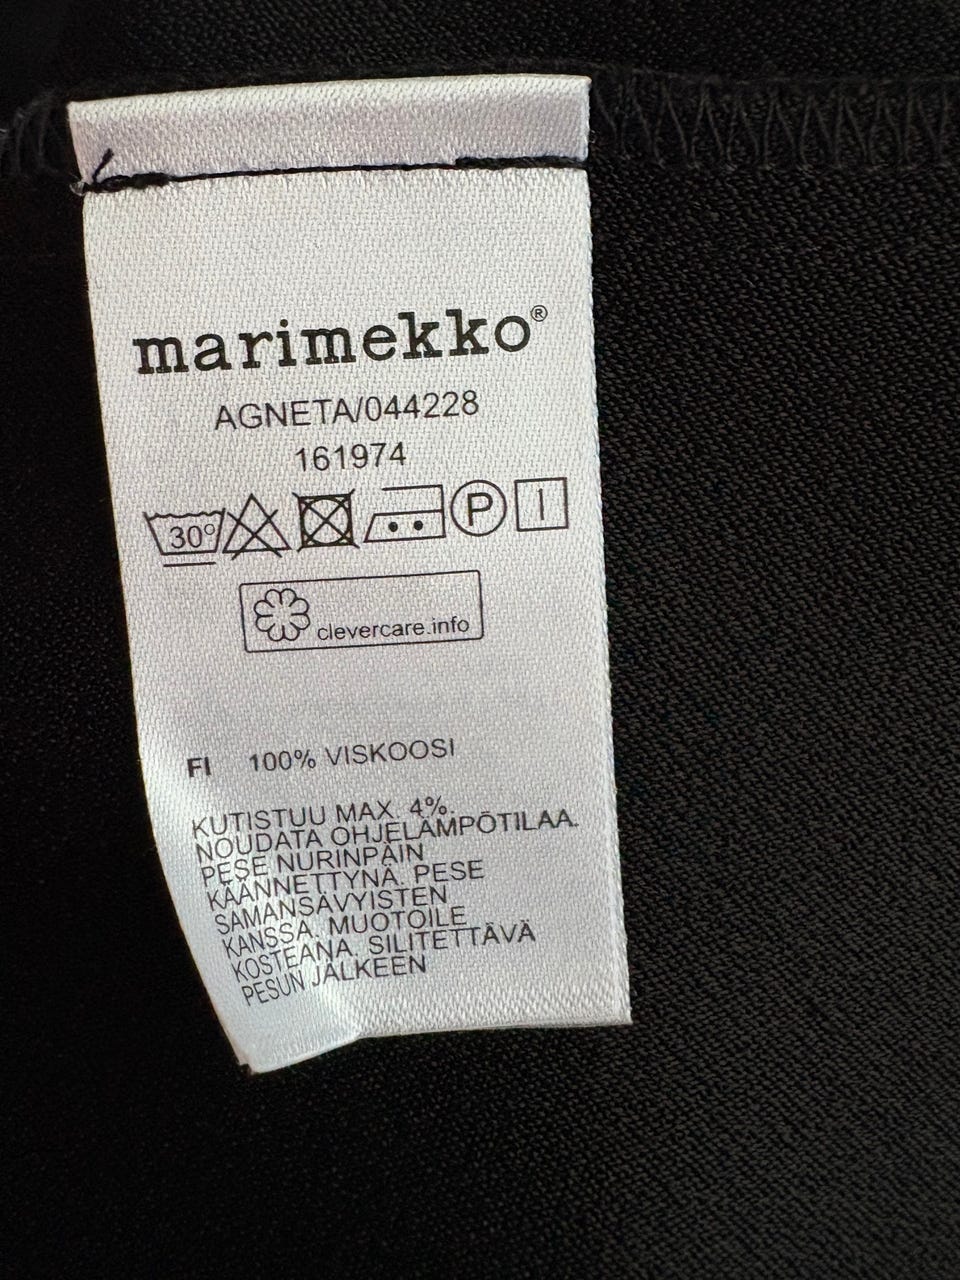 marimekko®
AGNETA/044228
161974
30° P I
clevercare.info
FI 100% VISKOOSI
KUTISTUU MAX. 4%.
NOUDATA OHJELÄMPÖTILAA.
PESE NURINPÄIN
KÄÄNNETTYNÄ. PESE
SAMANSÄVYISTEN
KANSSA. MUOTOILE
KOSTEANA. SILITETTÄVÄ
PESUN JÄLKEEN